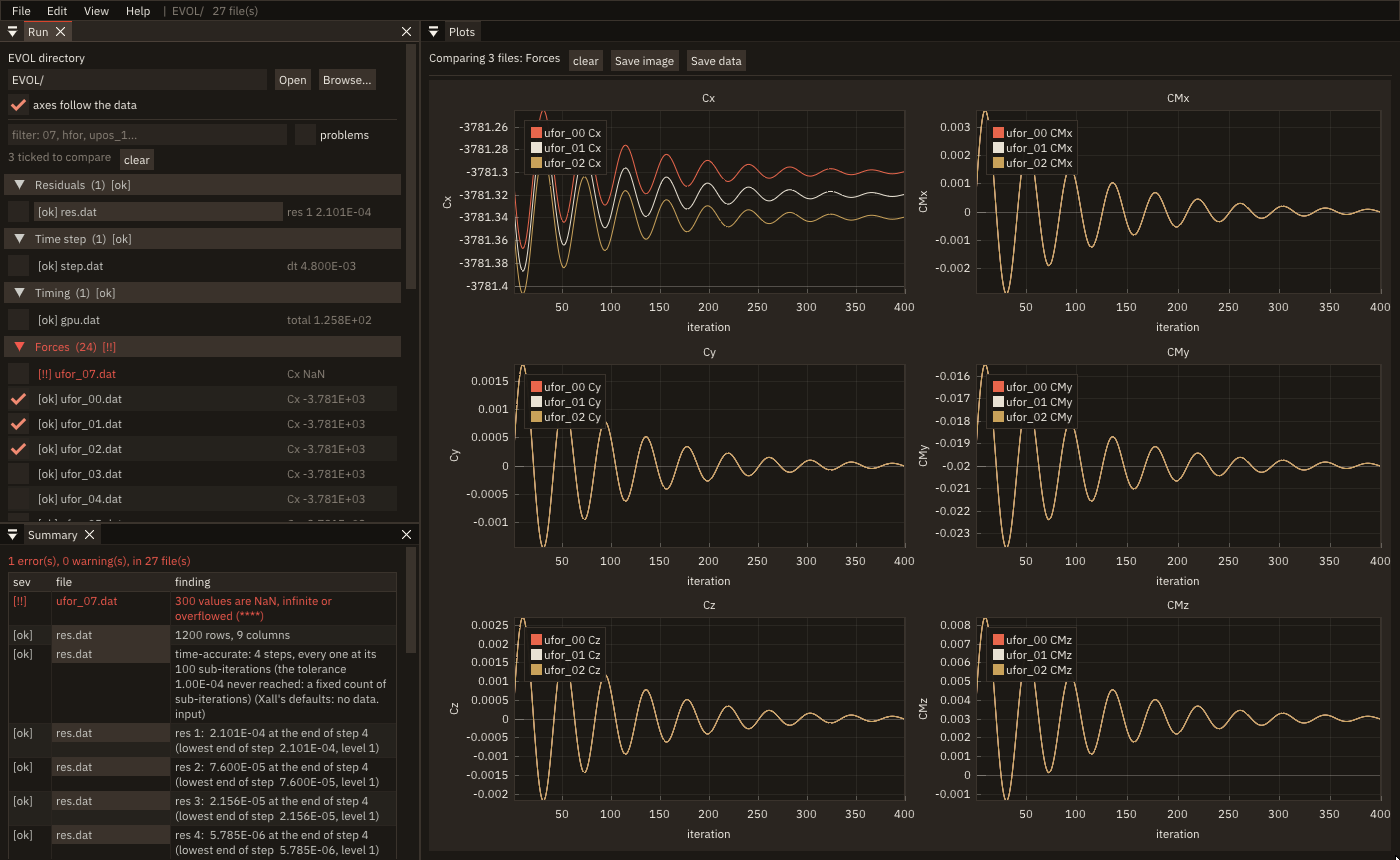 File Edit View Help | EVOL/ 27 file(s)
Run
EVOL directory
EVOL/ Open Browse...
axes follow the data
filter: 07, hfor, upos_1... problems
3 ticked to compare clear
Residuals (1) [ok]
[ok] res.dat res 1 2.101E-04
Time step (1) [ok]
[ok] step.dat dt 4.800E-03
Timing (1) [ok]
[ok] gpu.dat total 1.258E+02
Forces (24) [!!]
[!!] ufor_07.dat Cx NaN
[ok] ufor_00.dat Cx -3.781E+03
[ok] ufor_01.dat Cx -3.781E+03
[ok] ufor_02.dat Cx -3.781E+03
[ok] ufor_03.dat Cx -3.781E+03
[ok] ufor_04.dat Cx -3.781E+03
Summary
1 error(s), 0 warning(s), in 27 file(s)
sev file finding
[!!] ufor_07.dat 300 values are NaN, infinite or
overflowed (****)
[ok] res.dat 1200 rows, 9 columns
[ok] res.dat time-accurate: 4 steps, every one at its
100 sub-iterations (the tolerance
1.00E-04 never reached: a fixed count of
sub-iterations) (Xall's defaults: no data.
input)
[ok] res.dat res 1: 2.101E-04 at the end of step 4
(lowest end of step 2.101E-04, level 1)
[ok] res.dat res 2: 7.600E-05 at the end of step 4
(lowest end of step 7.600E-05, level 1)
[ok] res.dat res 3: 2.156E-05 at the end of step 4
(lowest end of step 2.156E-05, level 1)
[ok] res.dat res 4: 5.785E-06 at the end of step 4
(lowest end of step 5.785E-06, level 1)
Plots
Comparing 3 files: Forces clear Save image Save data
Cx
Cx
-3781.26
-3781.28
-3781.3
-3781.32
-3781.34
-3781.36
-3781.38
-3781.4
ufor_00 Cx
ufor_01 Cx
ufor_02 Cx
50 100 150 200 250 300 350 400
iteration
CMx
CMx
0.003
0.002
0.001
0
-0.001
-0.002
ufor_00 CMx
ufor_01 CMx
ufor_02 CMx
50 100 150 200 250 300 350 400
iteration
Cy
Cy
0.0015
0.001
0.0005
0
-0.0005
-0.001
ufor_00 Cy
ufor_01 Cy
ufor_02 Cy
50 100 150 200 250 300 350 400
iteration
CMy
CMy
-0.016
-0.017
-0.018
-0.019
-0.02
-0.021
-0.022
-0.023
ufor_00 CMy
ufor_01 CMy
ufor_02 CMy
50 100 150 200 250 300 350 400
iteration
Cz
Cz
0.0025
0.002
0.0015
0.001
0.0005
0
-0.0005
-0.001
-0.0015
-0.002
ufor_00 Cz
ufor_01 Cz
ufor_02 Cz
50 100 150 200 250 300 350 400
iteration
CMz
CMz
0.008
0.007
0.006
0.005
0.004
0.003
0.002
0.001
0
-0.001
ufor_00 CMz
ufor_01 CMz
ufor_02 CMz
50 100 150 200 250 300 350 400
iteration